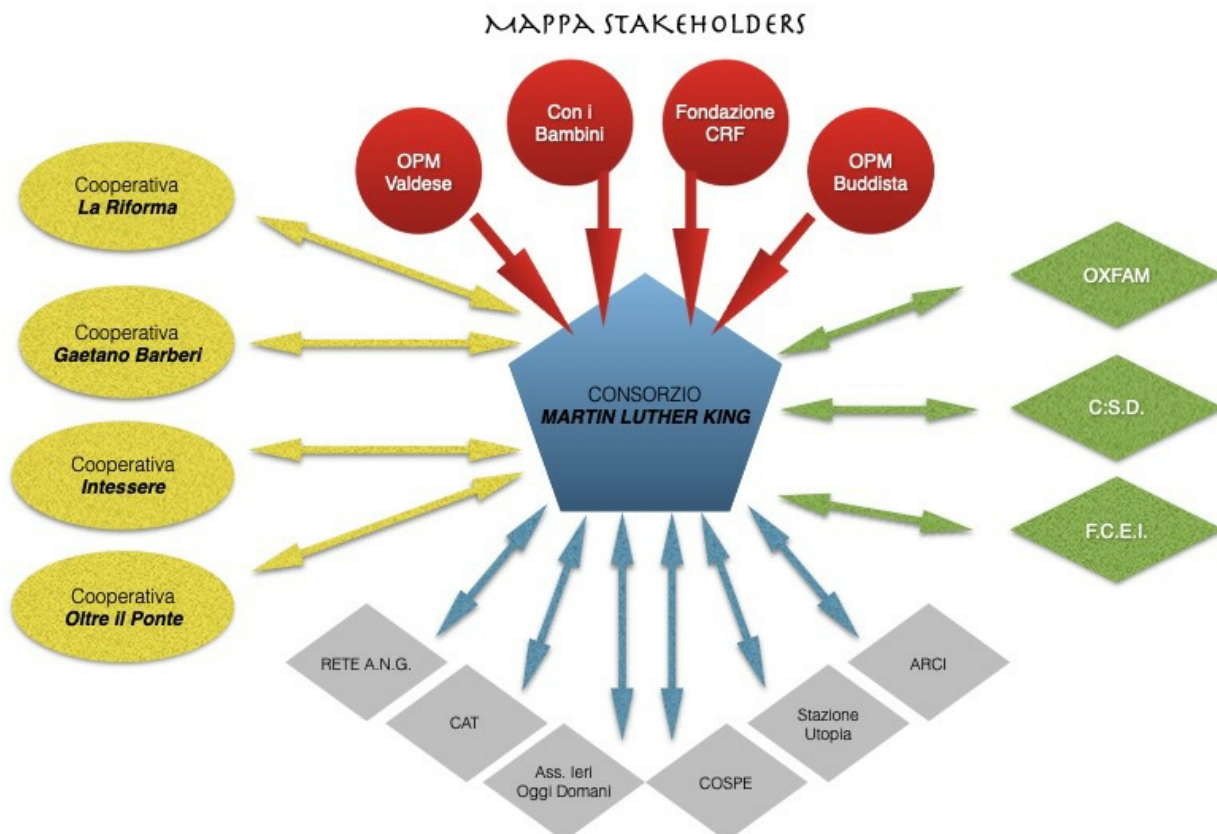 MAPPA STAKEHOLDERS
OPM
Valdese
Con i
Bambini
Fondazione
CRF
OPM
Buddista
Cooperativa
La Riforma
Cooperativa
Gaetano Barberi
Cooperativa
Intessere
Cooperativa
Oltre il Ponte
CONSORZIO
MARTIN LUTHER KING
OXFAM
C:S.D.
F.C.E.I.
RETE A.N.G.
CAT
Ass. Ieri
Oggi Domani
COSPE
Stazione
Utopia
ARCI